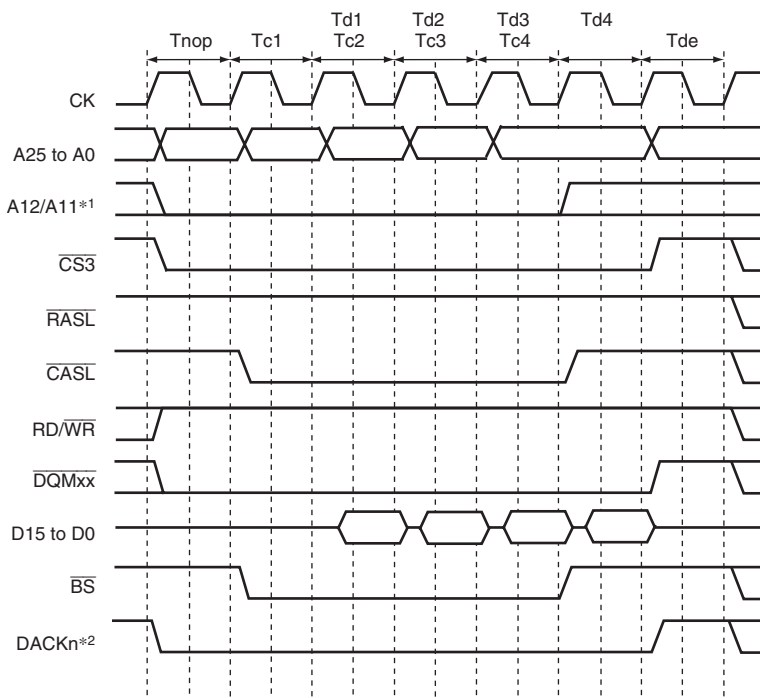 Td1 Td2 Td3 Td4
Tnop Tc1 Tc2 Tc3 Tc4 Tde
CK
A25 to A0
A12/A11*1
CS3
RASL
CASL
RD/WR
DQMxx
D15 to D0
BS
DACKn*2